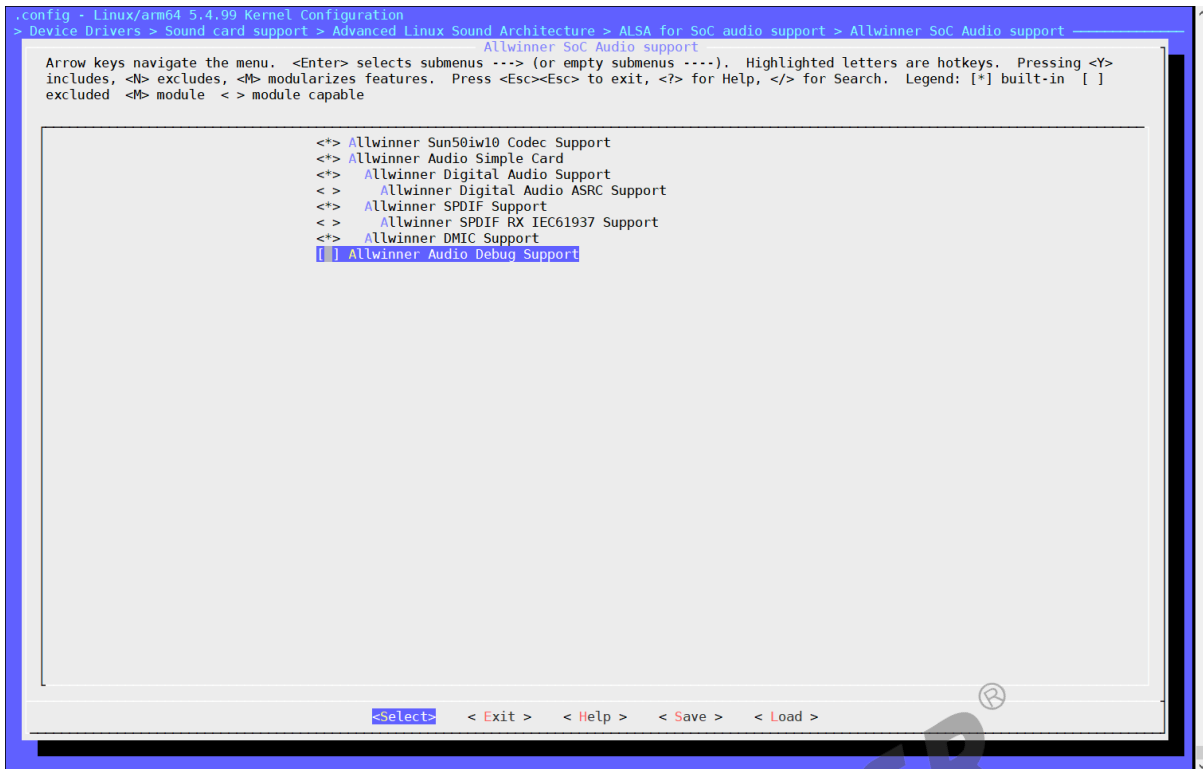 .config - Linux/arm64 5.4.99 Kernel Configuration
> Device Drivers > Sound card support > Advanced Linux Sound Architecture > ALSA for SoC audio support > Allwinner SoC Audio support
Allwinner SoC Audio support
Arrow keys navigate the menu.  <Enter> selects submenus ---> (or empty submenus ----).  Highlighted letters are hotkeys.  Pressing <Y>
includes, <N> excludes, <M> modularizes features.  Press <Esc><Esc> to exit, <?> for Help, </> for Search.  Legend: [*] built-in  [ ]
excluded  <M> module  < > module capable
<*> Allwinner Sun50iw10 Codec Support
<*> Allwinner Audio Simple Card
<*>   Allwinner Digital Audio Support
< >     Allwinner Digital Audio ASRC Support
<*>   Allwinner SPDIF Support
< >     Allwinner SPDIF RX IEC61937 Support
<*>   Allwinner DMIC Support
[ ] Allwinner Audio Debug Support
<Select>    < Exit >    < Help >    < Save >    < Load >
®